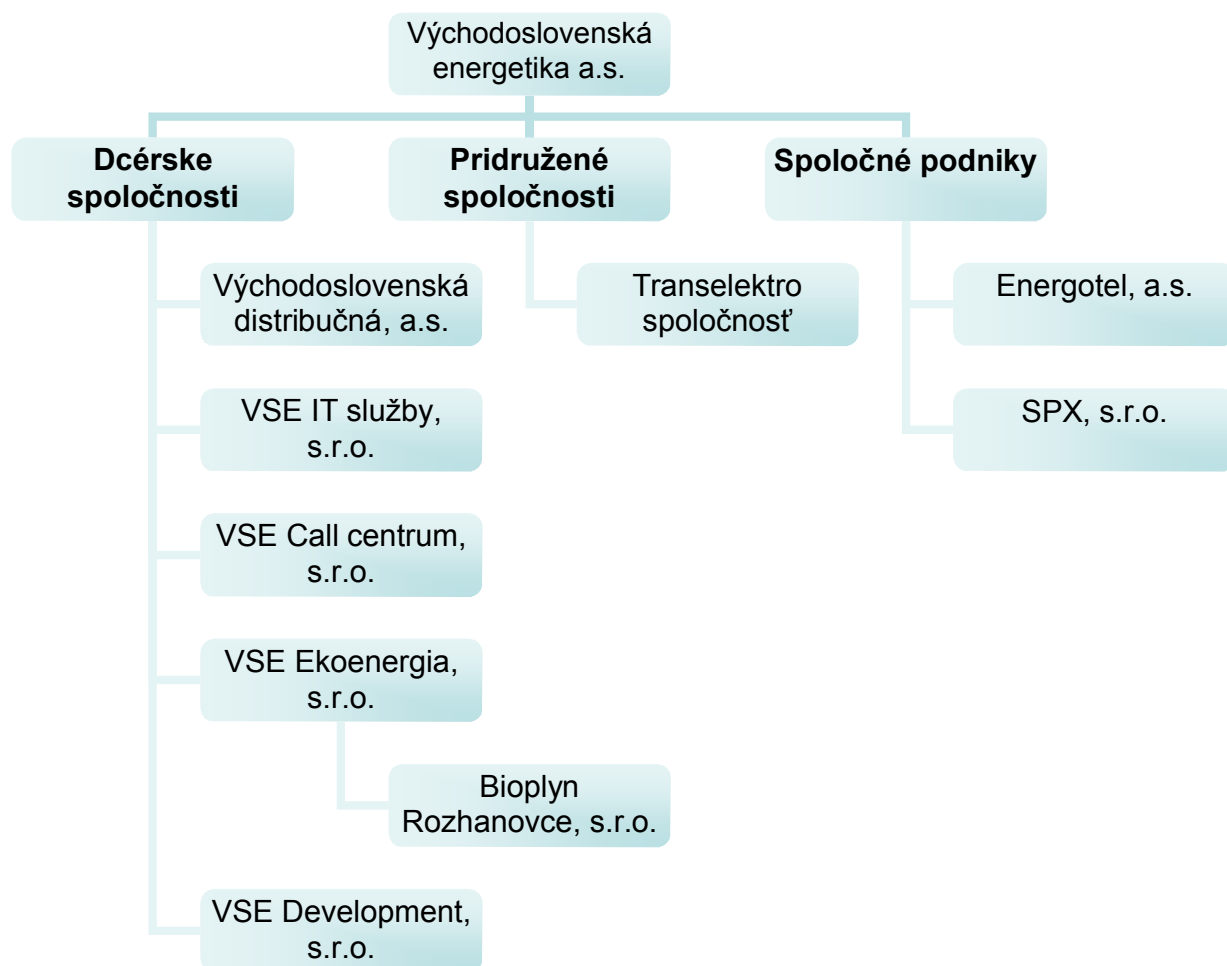 Východoslovenská
energetika a.s.
Dcérske
spoločnosti
Pridružené
spoločnosti
Spoločné podniky
Východoslovenská
distribučná, a.s.
Transelektro
spoločnosť
Energotel, a.s.
VSE IT služby,
s.r.o.
SPX, s.r.o.
VSE Call centrum,
s.r.o.
VSE Ekoenergia,
s.r.o.
Bioplyn
Rozhanovce, s.r.o.
VSE Development,
s.r.o.